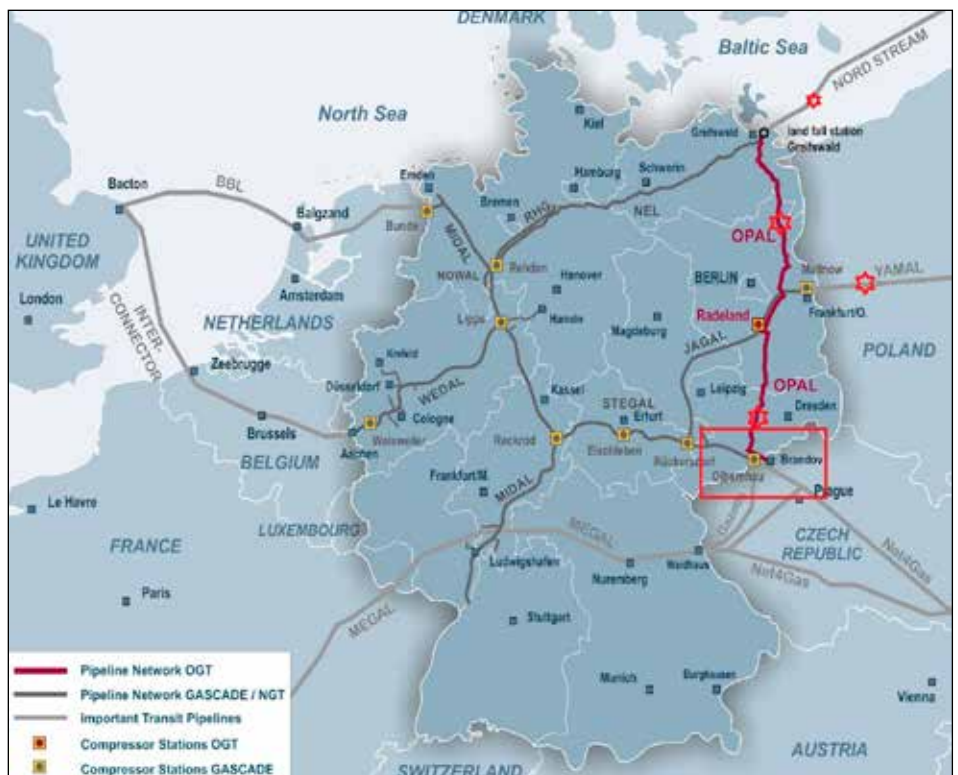 DENMARK
Baltic Sea
NORD STREAM
North Sea
Kiel
Greifswald
land fall station
Greifswald
Schwerin
Hamburg
Emden
Bacton
BBL
Balgzand
Bunde
Bremen
RHG
NEL
OPAL
UNITED
KINGDOM
MIDAL
NOWAL
Rehden
Hanover
BERLIN
Mallnow
YAMAL
Amsterdam
London
INTER-
CONNECTOR
NETHERLANDS
Lippe
Magdeburg
Radeland
Frankfurt/O.
POLAND
JAGAL
Zeebrugge
Krefeld
Düsseldorf
WEDAL
Kassel
Leipzig
OPAL
Dresden
STEGAL
Erfurt
Brussels
Cologne
Weisweiler
Aachen
Reckrod
Eischleben
Rückersdorf
Brandov
Olbernhau
BELGIUM
Frankfurt/M.
MIDAL
Prague
Le Havre
LUXEMBOURG
MEGAL
Gazelle
CZECH
REPUBLIC
FRANCE
Ludwigshafen
Nuremberg
Waidhaus
Net4Gas
Net4Gas
Paris
MEGAL
Stuttgart
Munich
Burghausen
Vienna
Pipeline Network OGT
Pipeline Network GASCADE / NGT
Important Transit Pipelines
Compressor Stations OGT
Compressor Stations GASCADE
AUSTRIA
SWITZERLAND